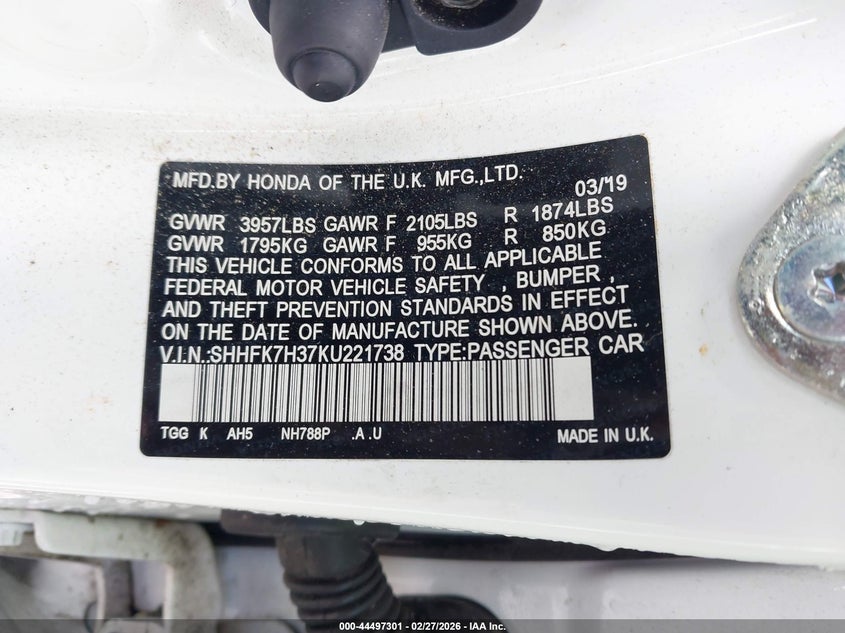 MFD.BY HONDA OF THE U.K. MFG.,LTD.
03/'19
GVWR 3957LBS GAWR F 2105LBS R 1874LBS
GVWR 1795KG GAWR F 955KG R 850KG
THIS VEHICLE CONFORMS TO ALL APPLICABLE
FEDERAL MOTOR VEHICLE SAFETY , BUMPER ,
AND THEFT PREVENTION STANDARDS IN EFFECT
ON THE DATE OF MANUFACTURE SHOWN ABOVE.
V.I.N.:SHHFK7H37KU221738 TYPE:PASSENGER CAR
TGG K AH5 NH788P .A .U MADE IN U.K.
000-44497301 - 02/27/2026 - IAA Inc.